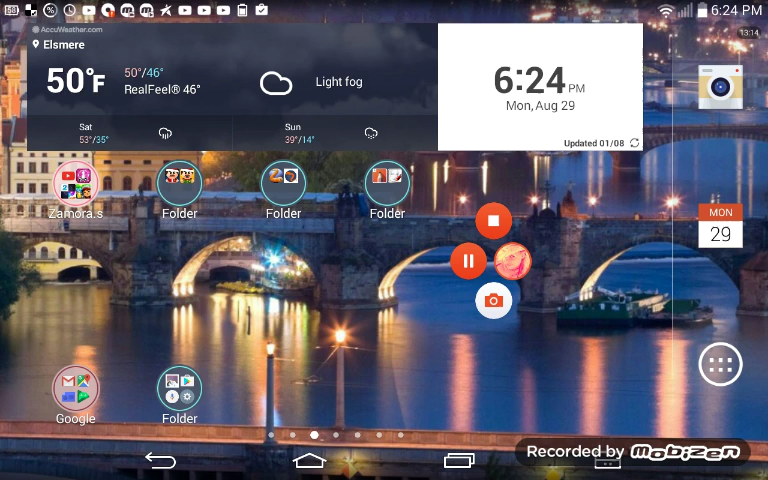 58
6:24 PM
AccuWeather.com
13:14
Elsmere
50°F
50°/46°
RealFeel® 46°
Light fog
6:24 PM
Mon, Aug 29
Sat
53°/35°
Sun
39°/14°
Updated 01/08
Zamora.s
Folder
Folder
Folder
MON
29
Google
Folder
Recorded by Mobizen